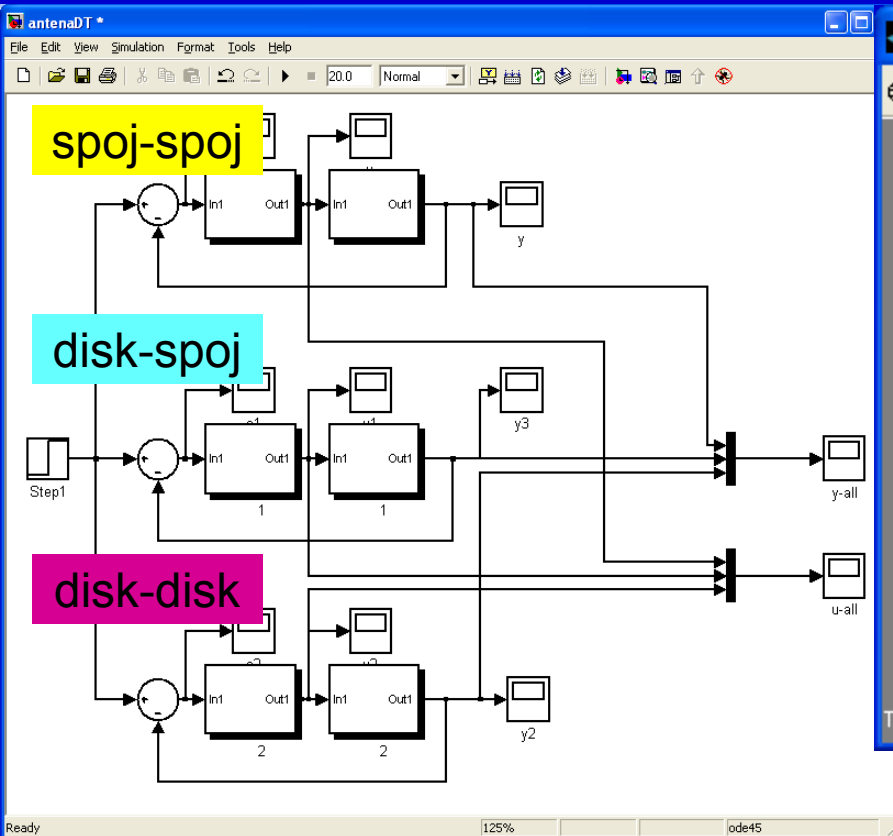 antenaDT *
File Edit View Simulation Format Tools Help
20.0 Normal
spoj-spoj
In1 Out1 In1 Out1
y
disk-spoj
y3
In1 Out1 In1 Out1
Step1
1 1
y-all
disk-disk
u-all
In1 Out1 In1 Out1
2 2
y2
Ready 125% ode45